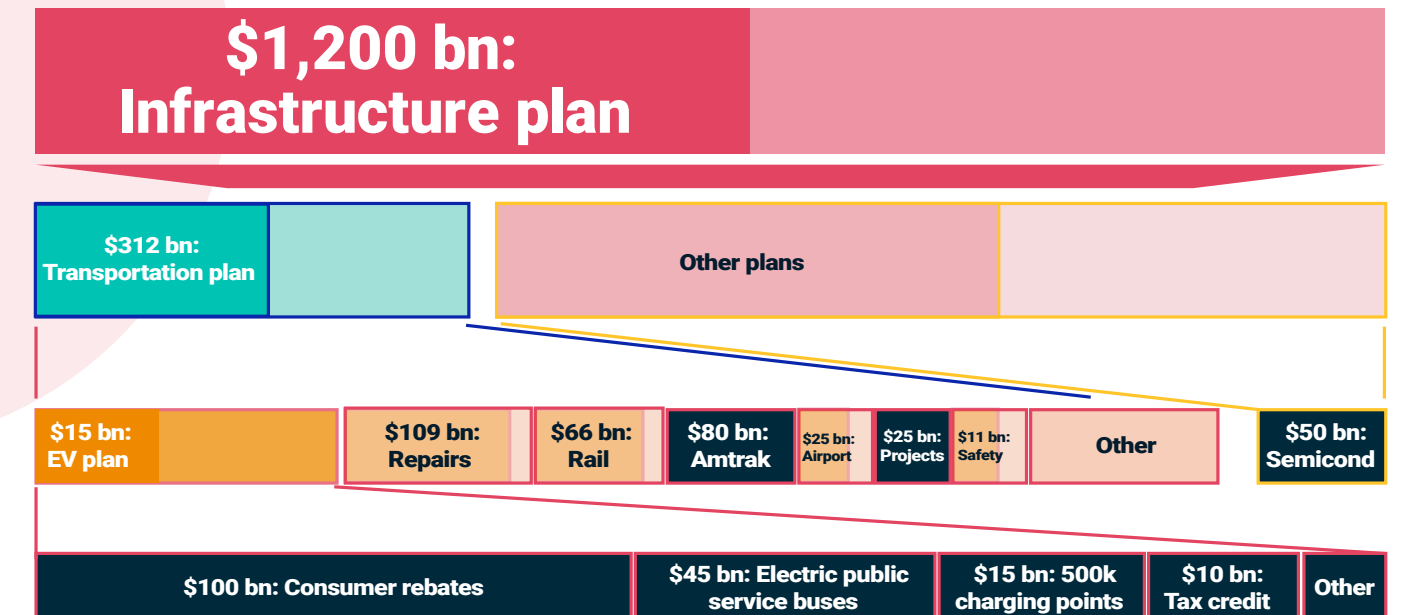 $1,200 bn:
Infrastructure plan
$312 bn:
Transportation plan
Other plans
$15 bn:
EV plan
$109 bn:
Repairs
$66 bn:
Rail
$80 bn:
Amtrak
$25 bn:
Airport
$25 bn:
Projects
$11 bn:
Safety
Other
$50 bn:
Semicond
$100 bn: Consumer rebates
$45 bn: Electric public
service buses
$15 bn: 500k
charging points
$10 bn:
Tax credit
Other